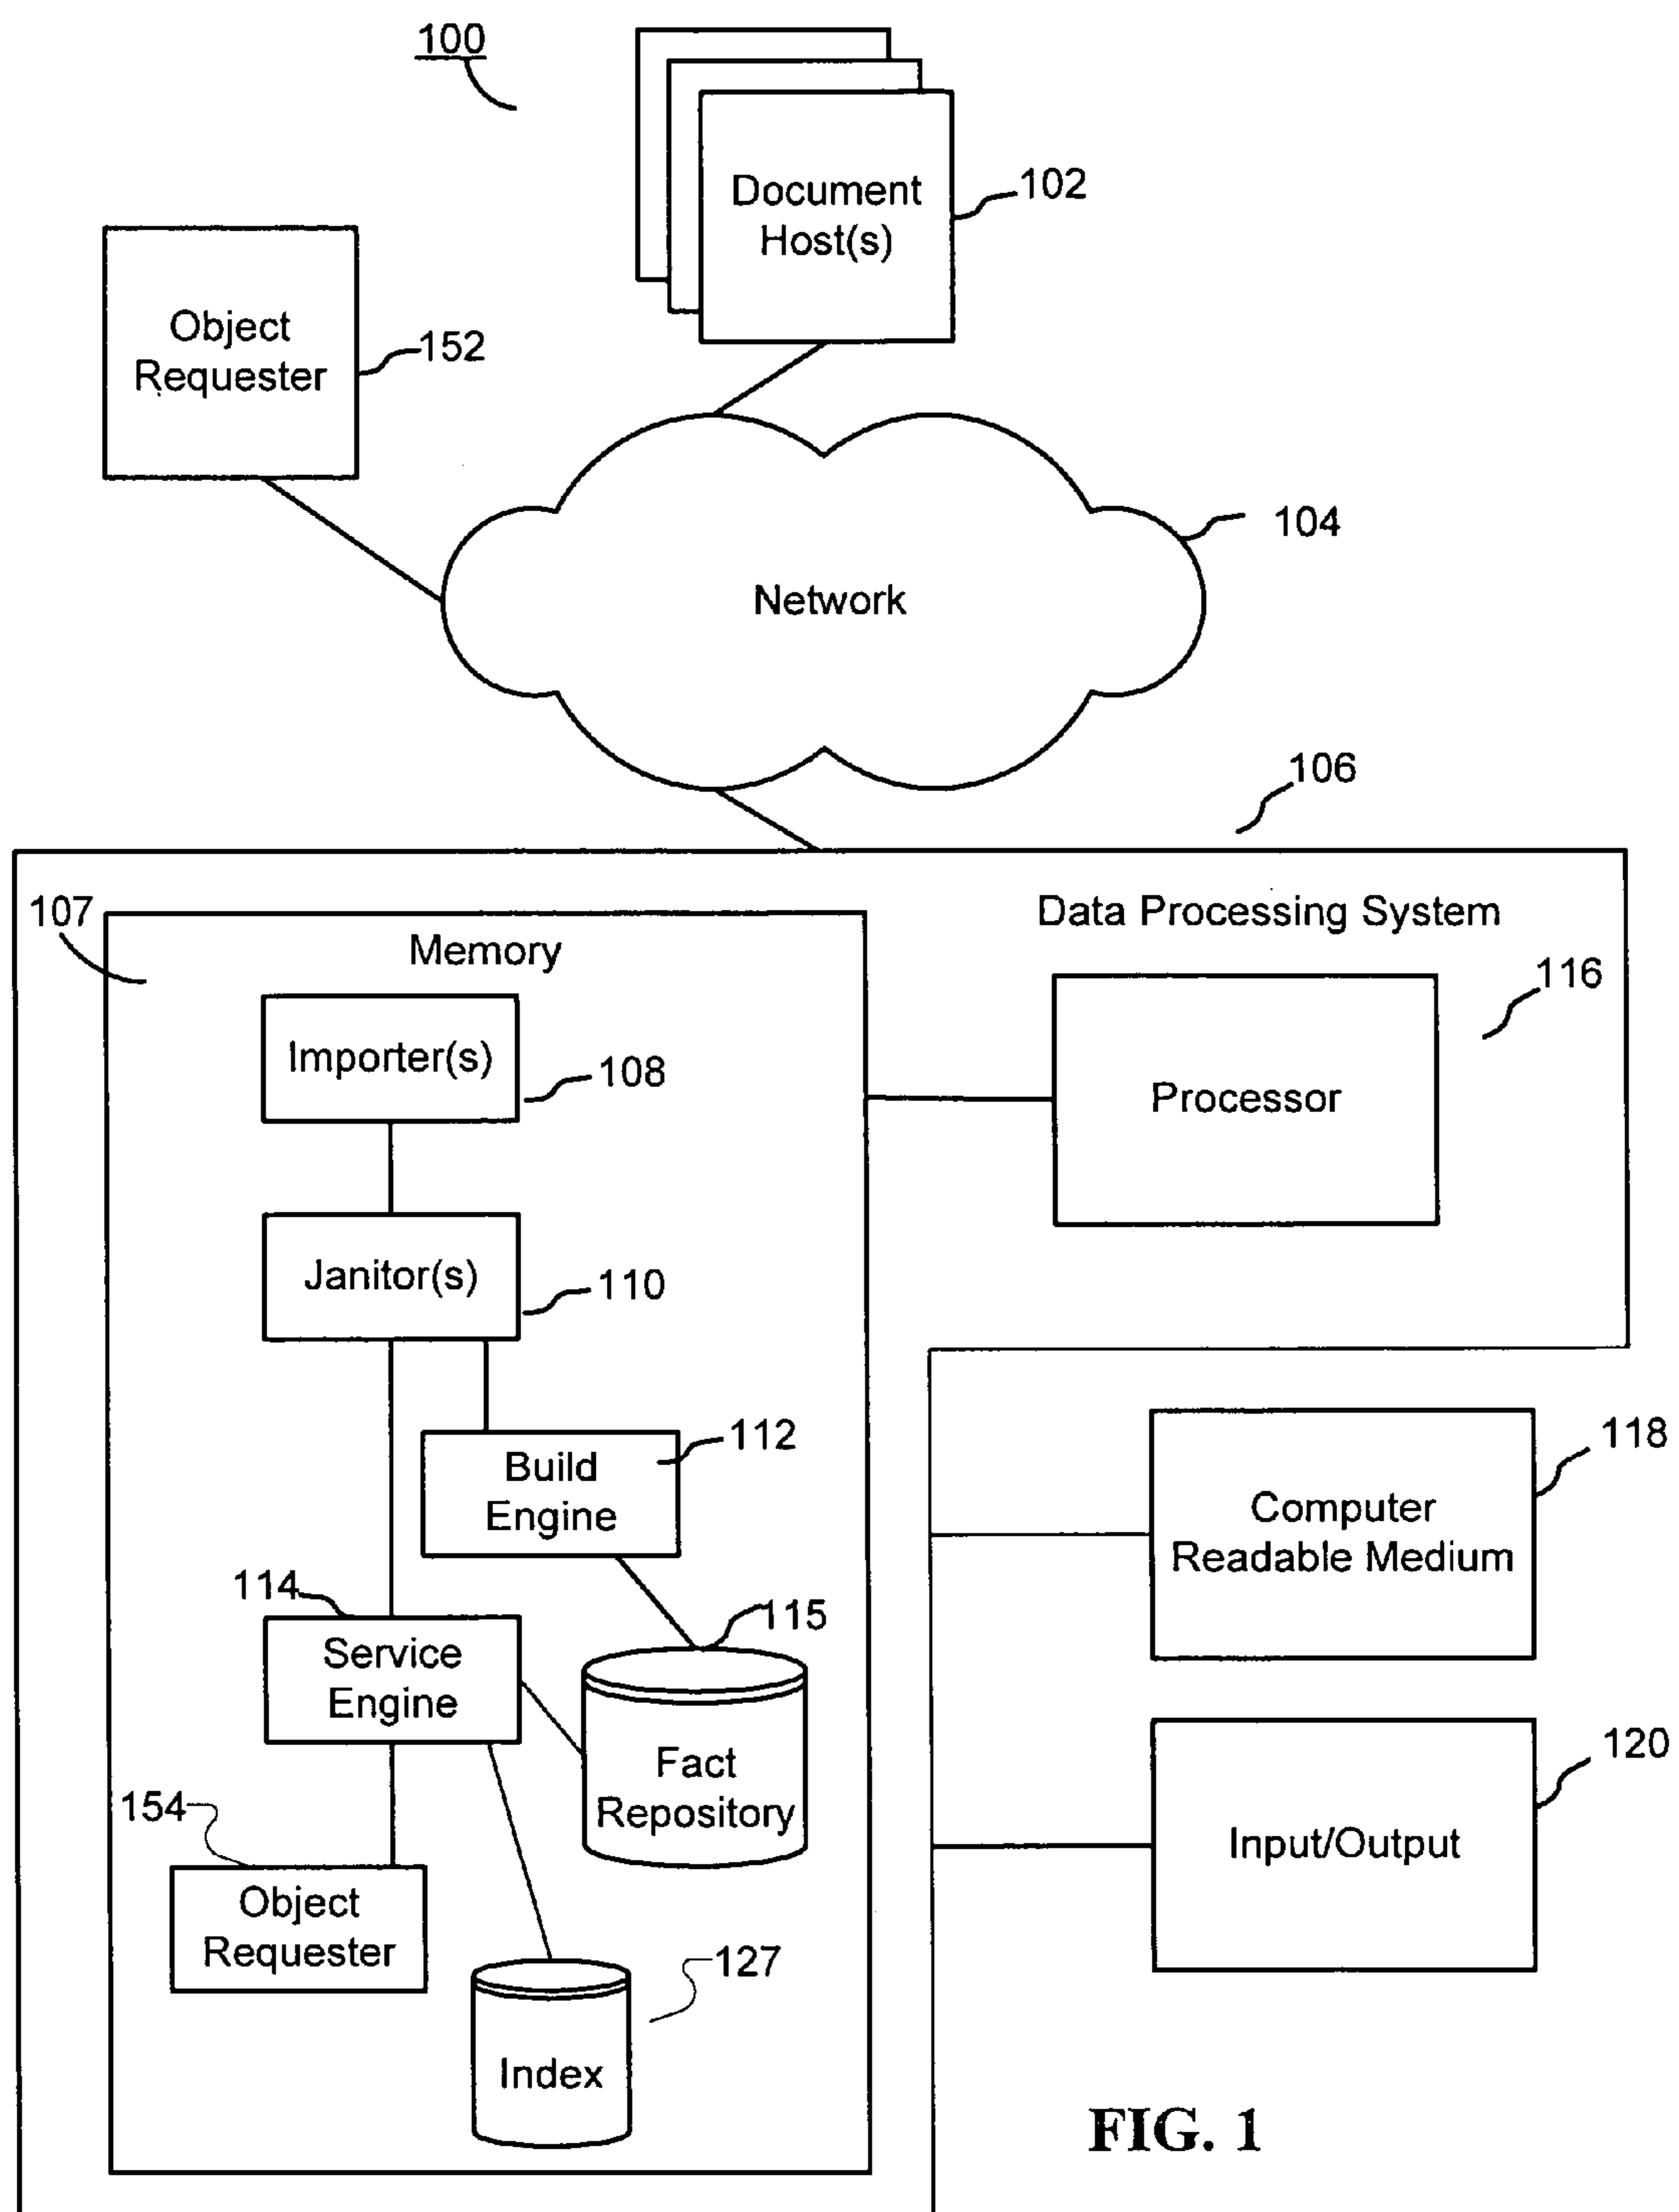 100
Document
Host(s)
102
Object
Requester
152
104
Network
106
107
Memory
Data Processing System
116
Importer(s)
108
Processor
Janitor(s)
110
Build
Engine
112
118
Computer
Readable Medium
114
115
Service
Engine
Fact
Repository
120
Input/Output
154
Object
Requester
127
Index
FIG. 1